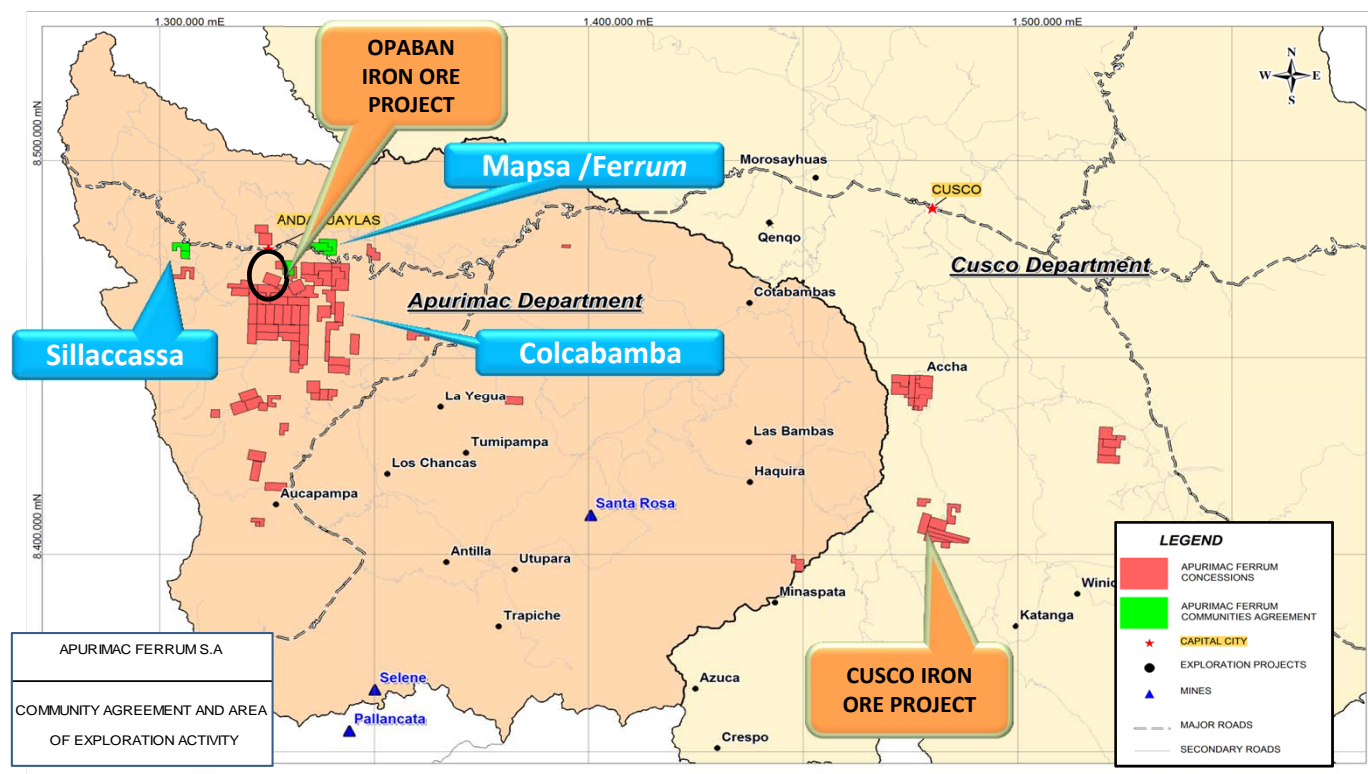 1.300.000 mE
1.400.000 mE
1.500.000 mE
8.500.000 mN
8.400.000 mN
OPABAN
IRON ORE
PROJECT
N
W E
S
Mapsa /Ferrum
Morosayhuas
CUSCO
Qenqo
Cusco Department
Apurimac Department
Cotabambas
Sillaccassa
Colcabamba
Accha
La Yegua
Las Bambas
Tumipampa
Los Chancas
Haquira
Aucapampa
Santa Rosa
Antilla
Utupara
Minaspata
Katanga
Trapiche
Selene
Azuca
Pallancata
Crespo
CUSCO IRON
ORE PROJECT
APURIMAC FERRUM S.A
COMMUNITY AGREEMENT AND AREA
OF EXPLORATION ACTIVITY
LEGEND
APURIMAC FERRUM
CONCESSIONS
APURIMAC FERRUM
COMMUNITIES AGREEMENT
CAPITAL CITY
EXPLORATION PROJECTS
MINES
MAJOR ROADS
SECONDARY ROADS